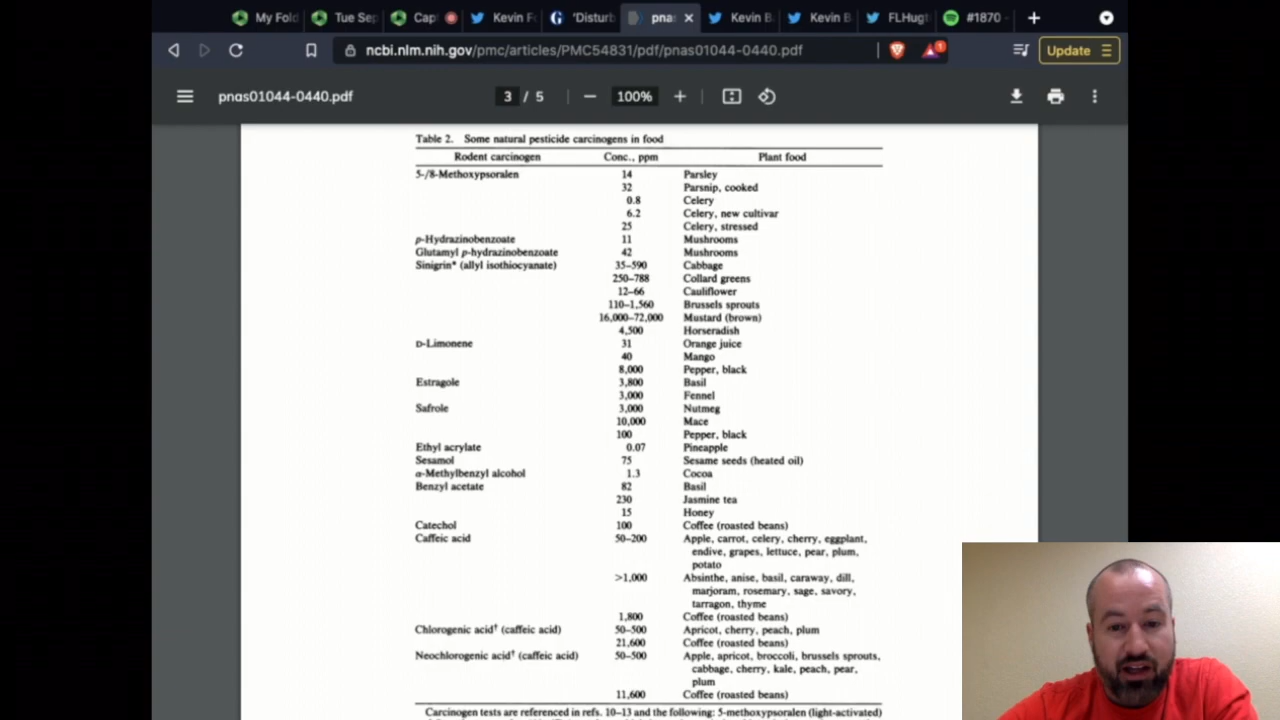 My Fold
Tue Sep
Cap
Kevin F
'Disturb
pnas
Kevin B
Kevin B
FLHugh
#1870 -
ncbi.nlm.nih.gov/pmc/articles/PMC54831/pdf/pnas01044-0440.pdf
1
Update
pnas01044-0440.pdf
3 / 5
100%
Table 2. Some natural pesticide carcinogens in food
Rodent carcinogen Conc., ppm Plant food
5-/8-Methoxypsoralen 14 Parsley
32 Parsnip, cooked
0.8 Celery
6.2 Celery, new cultivar
25 Celery, stressed
p-Hydrazinobenzoate 11 Mushrooms
Glutamyl p-hydrazinobenzoate 42 Mushrooms
Sinigrin* (allyl isothiocyanate) 35–590 Cabbage
250–788 Collard greens
12–66 Cauliflower
110–1,560 Brussels sprouts
16,000–72,000 Mustard (brown)
4,500 Horseradish
D-Limonene 31 Orange juice
40 Mango
8,000 Pepper, black
Estragole 3,800 Basil
3,000 Fennel
Safrole 3,000 Nutmeg
10,000 Mace
100 Pepper, black
Ethyl acrylate 0.07 Pineapple
Sesamol 75 Sesame seeds (heated oil)
α-Methylbenzyl alcohol 1.3 Cocoa
Benzyl acetate 82 Basil
230 Jasmine tea
15 Honey
Catechol 100 Coffee (roasted beans)
Caffeic acid 50–200 Apple, carrot, celery, cherry, eggplant,
endive, grapes, lettuce, pear, plum,
potato
>1,000 Absinthe, anise, basil, caraway, dill,
marjoram, rosemary, sage, savory,
tarragon, thyme
1,800 Coffee (roasted beans)
Chlorogenic acid† (caffeic acid) 50–500 Apricot, cherry, peach, plum
21,600 Coffee (roasted beans)
Neochlorogenic acid† (caffeic acid) 50–500 Apple, apricot, broccoli, brussels sprouts,
cabbage, cherry, kale, peach, pear,
plum
11,600 Coffee (roasted beans)
Carcinogen tests are referenced in refs. 10–13 and the following: 5-methoxypsoralen (light-activated)